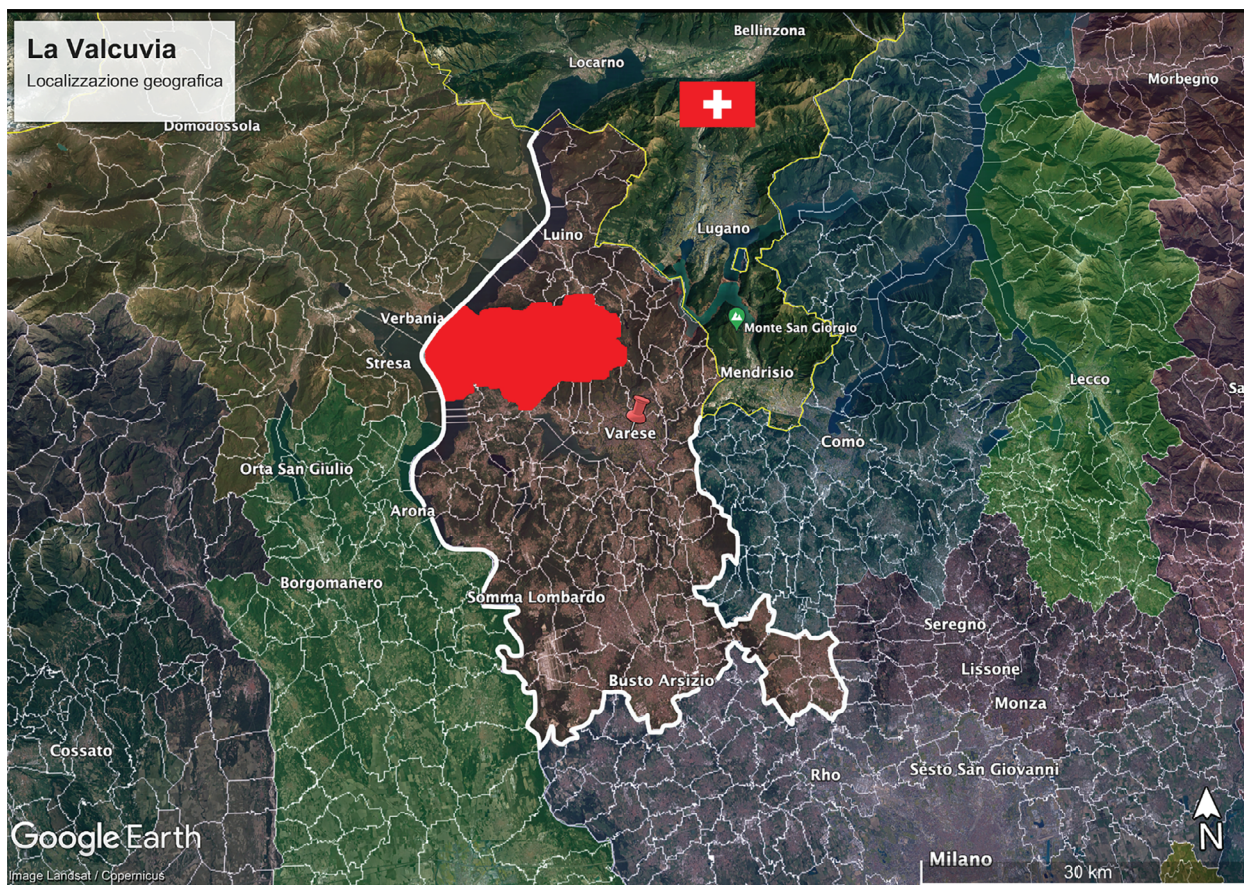 La Valcuvia
Localizzazione geografica
Bellinzona
Locarno
Morbegno
Domodossola
Luino
Lugano
Verbania
Monte San Giorgio
Stresa
Mendrisio
Lecco
Varese
Como
Orta San Giulio
Arona
Borgomanero
Somma Lombardo
Seregno
Lissone
Busto Arsizio
Monza
Cossato
Rho
Sesto San Giovanni
Google Earth
N
Milano
30 km
Image Landsat / Copernicus